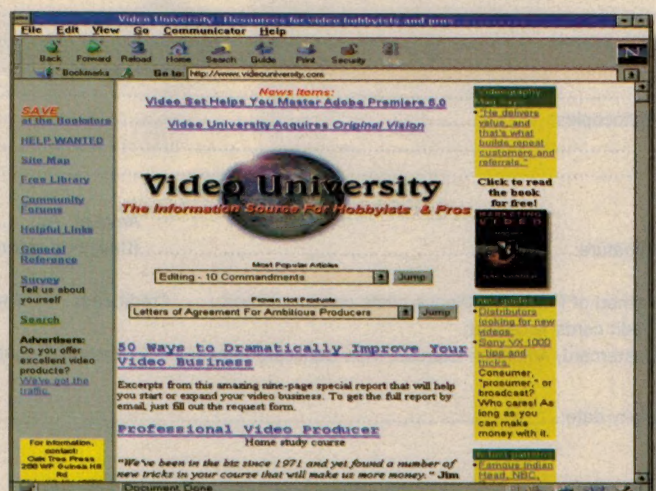 Video University - Resources for video hobbyists and pros
File Edit View Go Communicator Help
Back Forward Reload Home Search Guide Print Security
N
Bookmarks Go to: http://www.videouniversity.com
SAVE
at the Bookstore
HELP WANTED
Site Map
Free Library
Community
Forums
Helpful Links
General
Reference
Survey
Tell us about
yourself
Search
Advertisers:
Do you offer
excellent video
products?
We've got the
traffic.
For information,
contact:
Oak Tree Press
Rd
News Items:
Video Set Helps You Master Adobe Premiere 5.0
Video University Acquires Original Vision
Video University
The Information Source For Hobbyists & Pros
Most Popular Articles
Editing - 10 Commandments Jump
Proven Hot Products
Letters of Agreement For Ambitious Producers Jump
50 Ways to Dramatically Improve Your
Video Business
Excerpts from this amazing nine-page special report that will help
you start or expand your video business. To get the full report by
email, just fill out the request form.
Professional Video Producer
Home study course
"We've been in the biz since 1971 and yet found a number of
new tricks in your course that will make us more money." Jim
Videography
Mag Says:
"He delivers
value, and
that's what
builds repeat
customers and
referrals."
Click to read
the book
for free!
MARKETING
VIDEO
New guides
Distributors
looking for new
videos.
Sony VX 1000
- tips and
tricks.
Consumer,
"prosumer," or
broadcast?
Who cares! As
long as you
can make
money with it.
Famous Indian
Head, NBC,
Document: Done